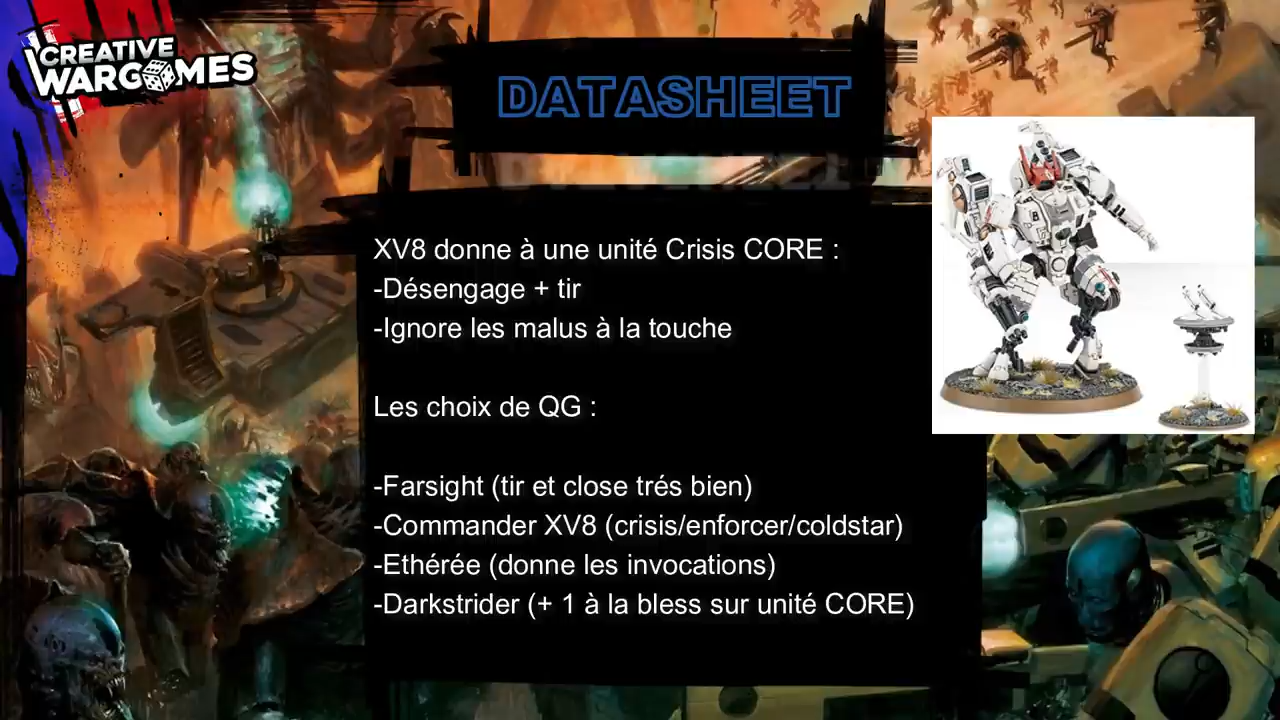 CREATIVE
WARGAMES
DATASHEET
XV8 donne à une unité Crisis CORE :
-Désengage + tir
-Ignore les malus à la touche
Les choix de QG :
-Farsight (tir et close trés bien)
-Commander XV8 (crisis/enforcer/coldstar)
-Ethérée (donne les invocations)
-Darkstrider (+ 1 à la bless sur unité CORE)